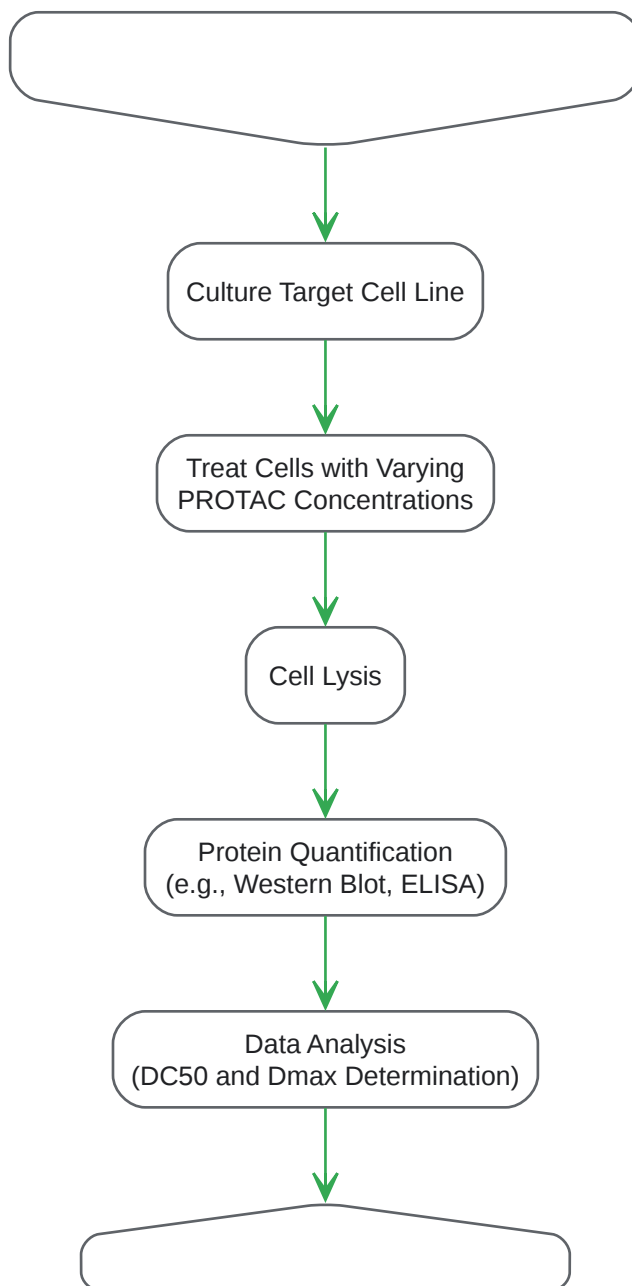 Culture Target Cell Line
Treat Cells with Varying
PROTAC Concentrations
Cell Lysis
Protein Quantification
(e.g., Western Blot, ELISA)
Data Analysis
(DC50 and Dmax Determination)